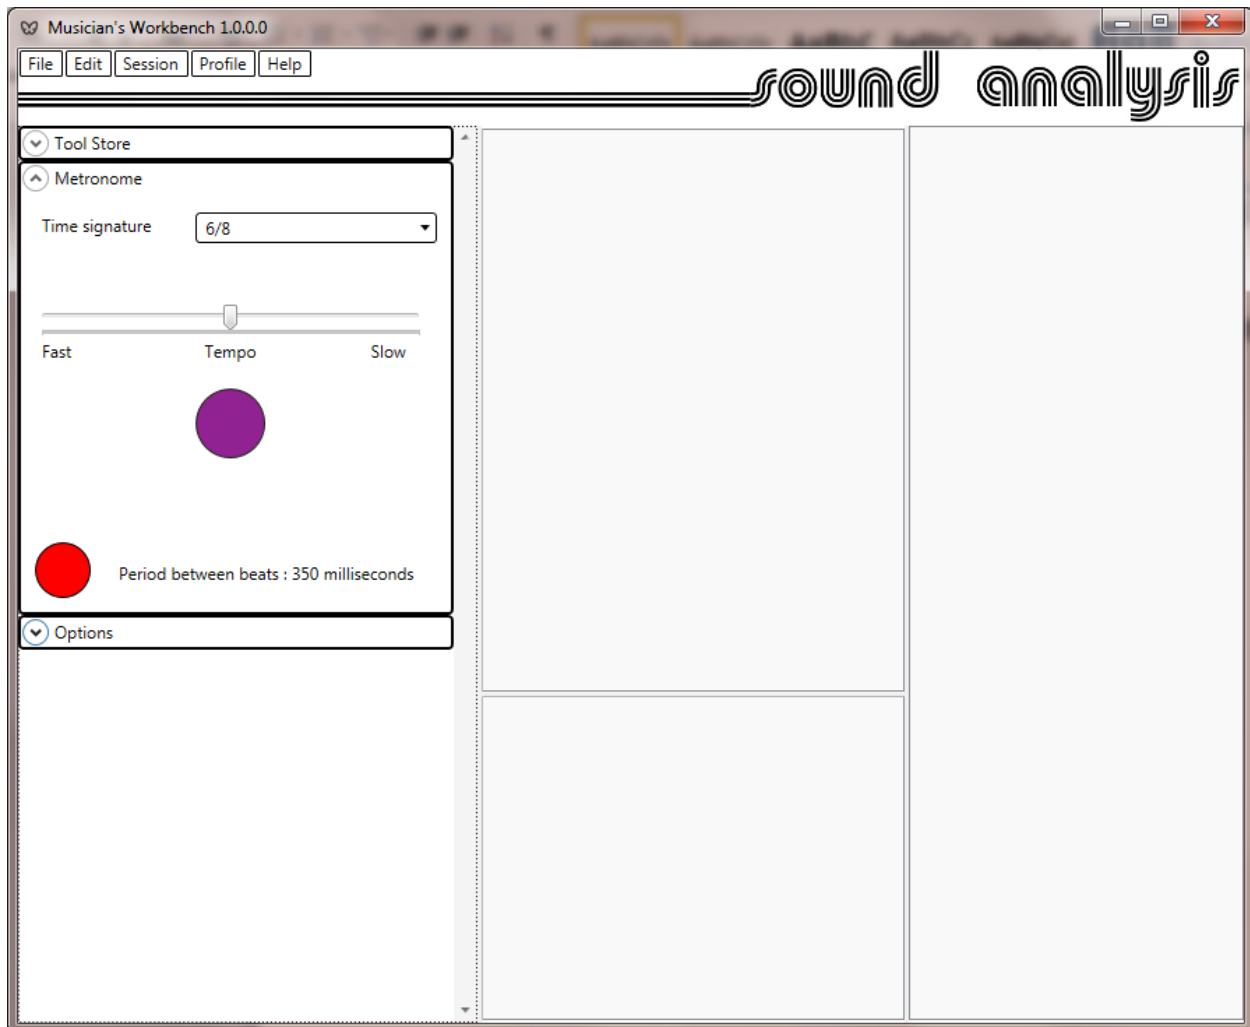 Musician's Workbench 1.0.0.0
File Edit Session Profile Help
sound analysis
Tool Store
Metronome
Time signature 6/8
Fast Tempo Slow
Period between beats : 350 milliseconds
Options